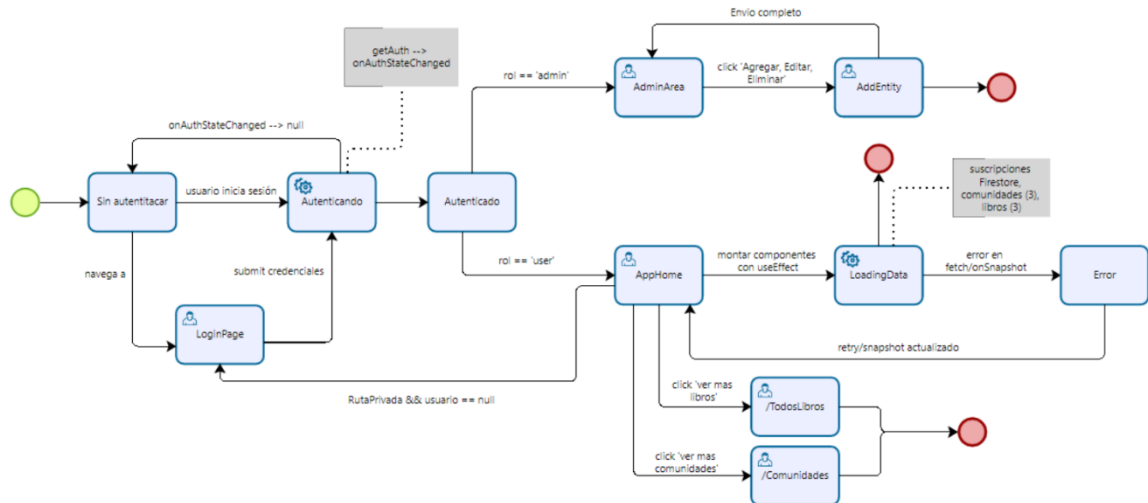 Envio completo
getAuth -->
onAuthStateChanged
rol == 'admin'
AdminArea
click 'Agregar, Editar,
Eliminar'
AddEntity
onAuthStateChanged --> null
Sin autentitacar
usuario inicia sesión
Autenticando
Autenticado
suscripciones
Firestore,
comunidades (3),
libros (3)
navega a
submit credenciales
rol == 'user'
AppHome
montar componentes
con useEffect
LoadingData
error en
fetch/onSnapshot
Error
LoginPage
retry/snapshot actualizado
RutaPrivada && usuario == null
click 'ver mas
libros'
/TodosLibros
click 'ver mas
comunidades'
/Comunidades